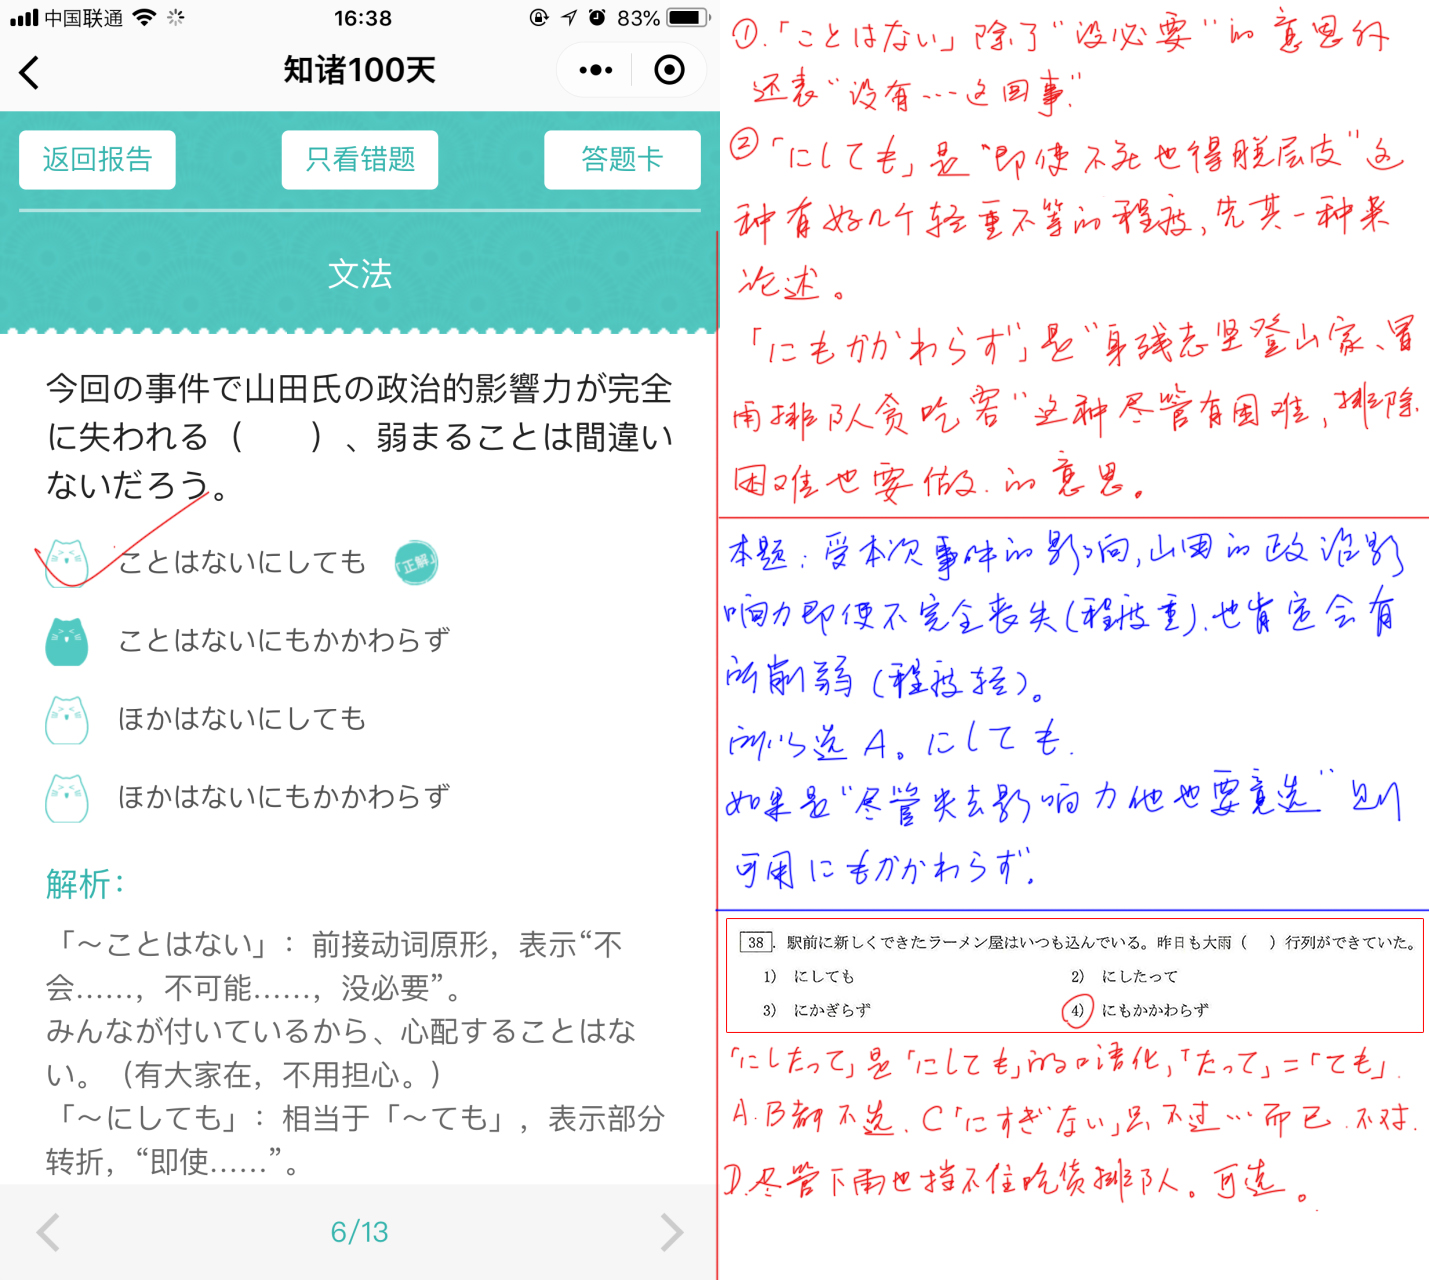 中国联通
16:38
83%
知诸100天
返回报告
只看错题
答题卡
文法
今回の事件で山田氏の政治的影響力が完全
に失われる（　　）、弱まることは間違い
ないだろう。
ことはないにしても
「正解」
ことはないにもかかわらず
ほかはないにしても
ほかはないにもかかわらず
解析：
「～ことはない」：前接动词原形，表示“不
会……，不可能……，没必要”。
みんなが付いているから、心配することはな
い。（有大家在，不用担心。）
「～にしても」：相当于「～ても」，表示部分
转折，“即使……”。
6/13
①.「ことはない」除了“没必要”的意思外
还表“没有…这回事”
②「にしても」是“即使不死也得脱层皮”这
种有好几个轻重不等的程度,先其一种来
论述。
「にもかかわらず」是“身残志坚登山家、冒
雨排队贪吃客”这种尽管有困难,排除
困难也要做.的意思。
本题:受本次事件的影响,山田的政治影
响力即使不完全丧失(程度重).也肯定会有
所削弱(程度轻)。
所以选A。にしても.
如果是“尽管失去影响力他也要竞选”则
可用にもかかわらず.
38. 駅前に新しくできたラーメン屋はいつも込んでいる。昨日も大雨（　）行列ができていた。
1) にしても
2) にしたって
3) にかぎらず
4) にもかかわらず
「にしたって」是「にしても」的口语化,「たって」=「ても」.
A.B都不选.C「にすぎない」只不过…而已.不对.
D.尽管下雨也挡不住吃货排队。可选。